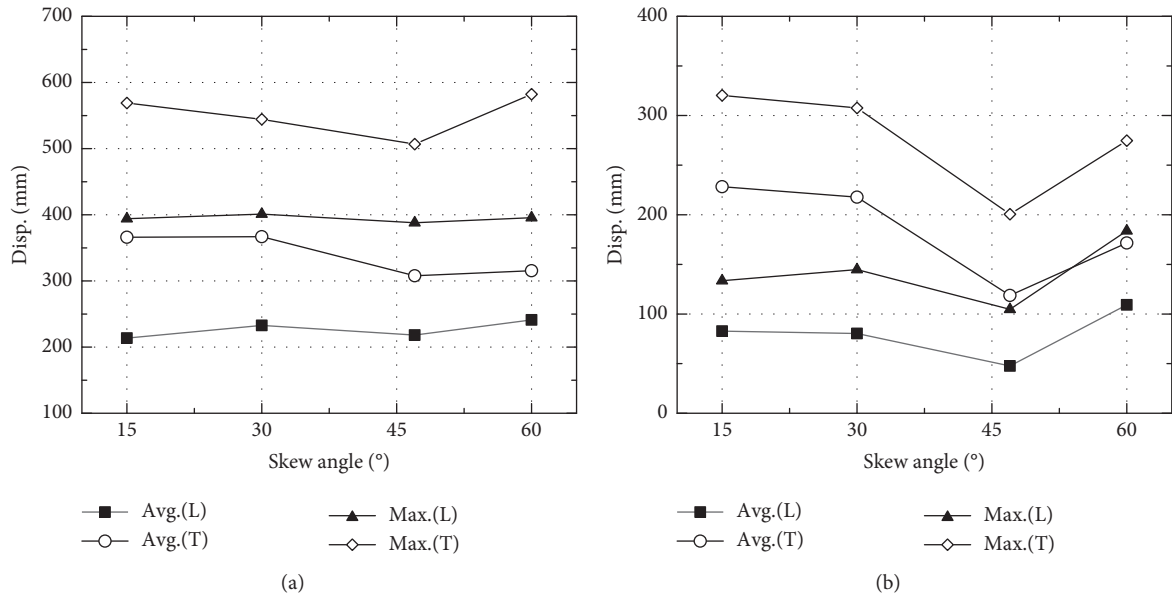 700
600
500
400
300
200
100
Disp. (mm)
15 30 45 60
Skew angle (°)
Avg.(L) Max.(L)
Avg.(T) Max.(T)
(a)
400
300
200
100
0
Disp. (mm)
15 30 45 60
Skew angle (°)
Avg.(L) Max.(L)
Avg.(T) Max.(T)
(b)